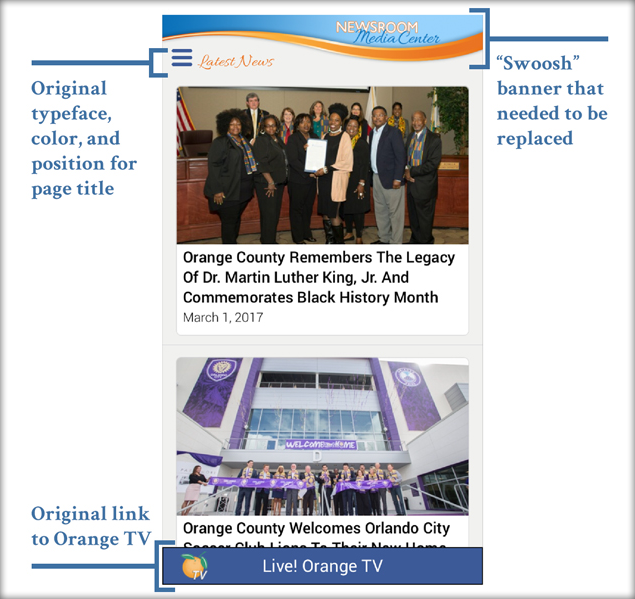 NEWSROOM
Media Center
Latest News
Original
typeface,
color, and
position for
page title
“Swoosh”
banner that
needed to be
replaced
Orange County Remembers The Legacy
Of Dr. Martin Luther King, Jr. And
Commemorates Black History Month
March 1, 2017
WELCOME HOME
Orange County Welcomes Orlando City
Soccer Club Lions To Their New Home
Original link
to Orange TV
TV
Live! Orange TV